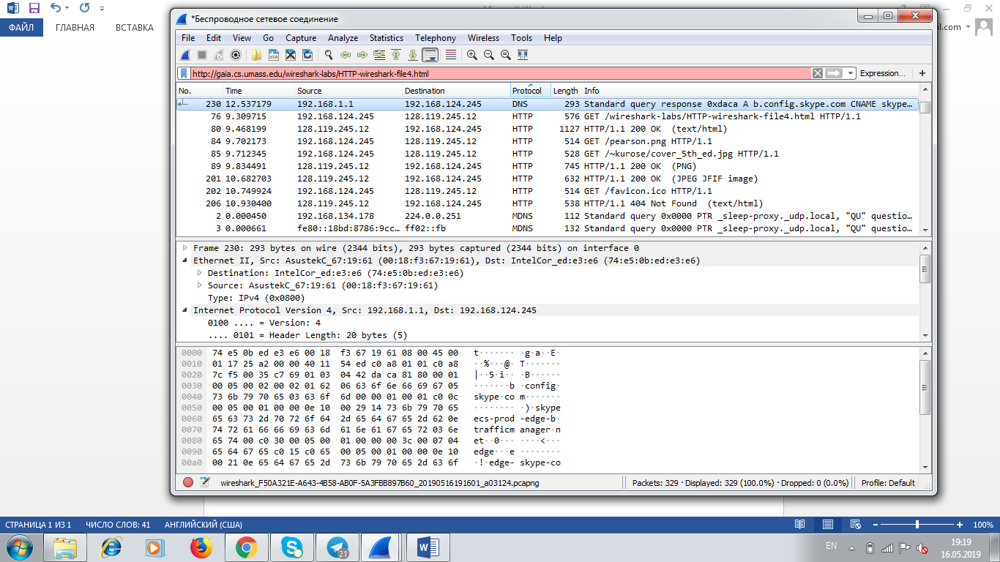 Microsoft Word
ФАЙЛ ГЛАВНАЯ ВСТАВКА
il.com
*Беспроводное сетевое соединение
File Edit View Go Capture Analyze Statistics Telephony Wireless Tools Help
http://gaia.cs.umass.edu/wireshark-labs/HTTP-wireshark-file4.html Expression… +
No. Time Source Destination Protocol Length Info
230 12.537179 192.168.1.1 192.168.124.245 DNS 293 Standard query response 0xdaca A b.config.skype.com CNAME skype…
76 9.309715 192.168.124.245 128.119.245.12 HTTP 576 GET /wireshark-labs/HTTP-wireshark-file4.html HTTP/1.1
80 9.468199 128.119.245.12 192.168.124.245 HTTP 1127 HTTP/1.1 200 OK (text/html)
84 9.702173 192.168.124.245 128.119.245.12 HTTP 514 GET /pearson.png HTTP/1.1
85 9.712345 192.168.124.245 128.119.245.12 HTTP 528 GET /~kurose/cover_5th_ed.jpg HTTP/1.1
89 9.834491 128.119.245.12 192.168.124.245 HTTP 745 HTTP/1.1 200 OK (PNG)
201 10.682703 128.119.245.12 192.168.124.245 HTTP 632 HTTP/1.1 200 OK (JPEG JFIF image)
202 10.749924 192.168.124.245 128.119.245.12 HTTP 514 GET /favicon.ico HTTP/1.1
206 10.930400 128.119.245.12 192.168.124.245 HTTP 538 HTTP/1.1 404 Not Found (text/html)
2 0.000450 192.168.134.178 224.0.0.251 MDNS 112 Standard query 0x0000 PTR _sleep-proxy._udp.local, "QU" questio…
3 0.000661 fe80::18bd:8786:9cc… ff02::fb MDNS 132 Standard query 0x0000 PTR _sleep-proxy._udp.local, "QU" questio…
Frame 230: 293 bytes on wire (2344 bits), 293 bytes captured (2344 bits) on interface 0
Ethernet II, Src: AsustekC_67:19:61 (00:18:f3:67:19:61), Dst: IntelCor_ed:e3:e6 (74:e5:0b:ed:e3:e6)
Destination: IntelCor_ed:e3:e6 (74:e5:0b:ed:e3:e6)
Source: AsustekC_67:19:61 (00:18:f3:67:19:61)
Type: IPv4 (0x0800)
Internet Protocol Version 4, Src: 192.168.1.1, Dst: 192.168.124.245
0100 .... = Version: 4
.... 0101 = Header Length: 20 bytes (5)
0000 74 e5 0b ed e3 e6 00 18 f3 67 19 61 08 00 45 00 t······· ·g·a··E·
0010 01 17 25 a2 00 00 40 11 54 ed c0 a8 01 01 c0 a8 ··%···@· T·······
0020 7c f5 00 35 c7 69 01 03 04 42 da ca 81 80 00 01 |··5·i·· ·B······
0030 00 05 00 02 00 02 01 62 06 63 6f 6e 66 69 67 05 ·······b ·config·
0040 73 6b 79 70 65 03 63 6f 6d 00 00 01 00 01 c0 0c skype·co m·······
0050 00 05 00 01 00 00 0e 10 00 29 14 73 6b 79 70 65 ········ ·)·skype
0060 65 63 73 2d 70 72 6f 64 2d 65 64 67 65 2d 62 0e ecs-prod -edge-b·
0070 74 72 61 66 66 69 63 6d 61 6e 61 67 65 72 03 6e trafficm anager·n
0080 65 74 00 c0 30 00 05 00 01 00 00 00 3c 00 07 04 et··0··· ····<···
0090 65 64 67 65 c0 15 c0 65 00 05 00 01 00 00 0e 10 edge···e ········
00a0 00 21 0e 65 64 67 65 2d 73 6b 79 70 65 2d 63 6f ·!·edge- skype-co
wireshark_F50A321E-A643-4B58-AB0F-5A3FBB897B60_20190516191601_a03124.pcapng Packets: 329 · Displayed: 329 (100.0%) · Dropped: 0 (0.0%) Profile: Default
СТРАНИЦА 1 ИЗ 1 ЧИСЛО СЛОВ: 41 АНГЛИЙСКИЙ (США) 100%
21
EN 19:19
16.05.2019